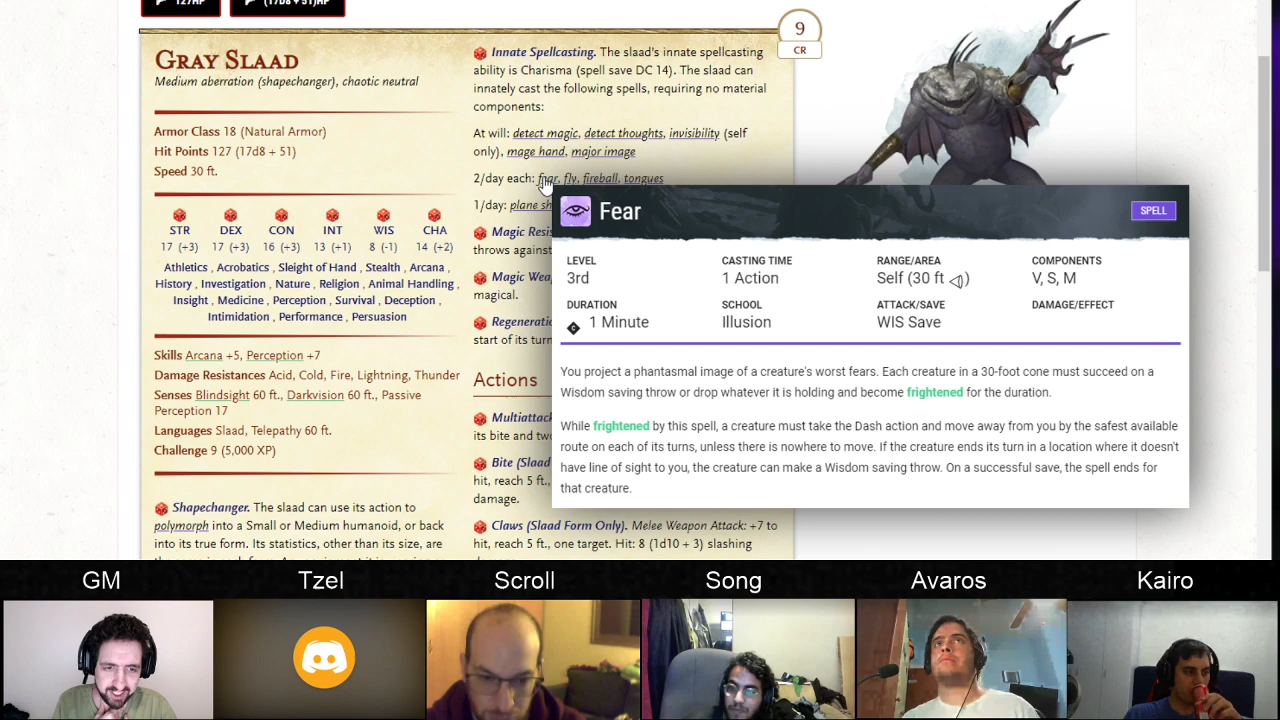 127HP
(17d8 + 51)HP
9
CR
Gray Slaad
Medium aberration (shapechanger), chaotic neutral
Armor Class 18 (Natural Armor)
Hit Points 127 (17d8 + 51)
Speed 30 ft.
STR DEX CON INT WIS CHA
17 (+3) 17 (+3) 16 (+3) 13 (+1) 8 (-1) 14 (+2)
Athletics , Acrobatics , Sleight of Hand , Stealth , Arcana ,
History , Investigation , Nature , Religion , Animal Handling ,
Insight , Medicine , Perception , Survival , Deception ,
Intimidation , Performance , Persuasion
Skills Arcana +5, Perception +7
Damage Resistances Acid, Cold, Fire, Lightning, Thunder
Senses Blindsight 60 ft., Darkvision 60 ft., Passive
Perception 17
Languages Slaad, Telepathy 60 ft.
Challenge 9 (5,000 XP)
Shapechanger. The slaad can use its action to
polymorph into a Small or Medium humanoid, or back
into its true form. Its statistics, other than its size, are
Innate Spellcasting. The slaad's innate spellcasting
ability is Charisma (spell save DC 14). The slaad can
innately cast the following spells, requiring no material
components:
At will: detect magic, detect thoughts, invisibility (self
only), mage hand, major image
2/day each: fear, fly, fireball, tongues
1/day: plane sh
Magic Resis
throws against
Magic Weap
magical.
Regeneratio
start of its turn
Actions
Multiattack
its bite and two
Bite (Slaad
hit, reach 5 ft.,
damage.
Claws (Slaad Form Only). Melee Weapon Attack: +7 to
hit, reach 5 ft., one target. Hit: 8 (1d10 + 3) slashing
Fear
SPELL
LEVEL CASTING TIME RANGE/AREA COMPONENTS
3rd 1 Action Self (30 ft ) V, S, M
DURATION SCHOOL ATTACK/SAVE DAMAGE/EFFECT
C 1 Minute Illusion WIS Save
You project a phantasmal image of a creature's worst fears. Each creature in a 30-foot cone must succeed on a
Wisdom saving throw or drop whatever it is holding and become frightened for the duration.
While frightened by this spell, a creature must take the Dash action and move away from you by the safest available
route on each of its turns, unless there is nowhere to move. If the creature ends its turn in a location where it doesn't
have line of sight to you, the creature can make a Wisdom saving throw. On a successful save, the spell ends for
that creature.
GM Tzel Scroll Song Avaros Kairo